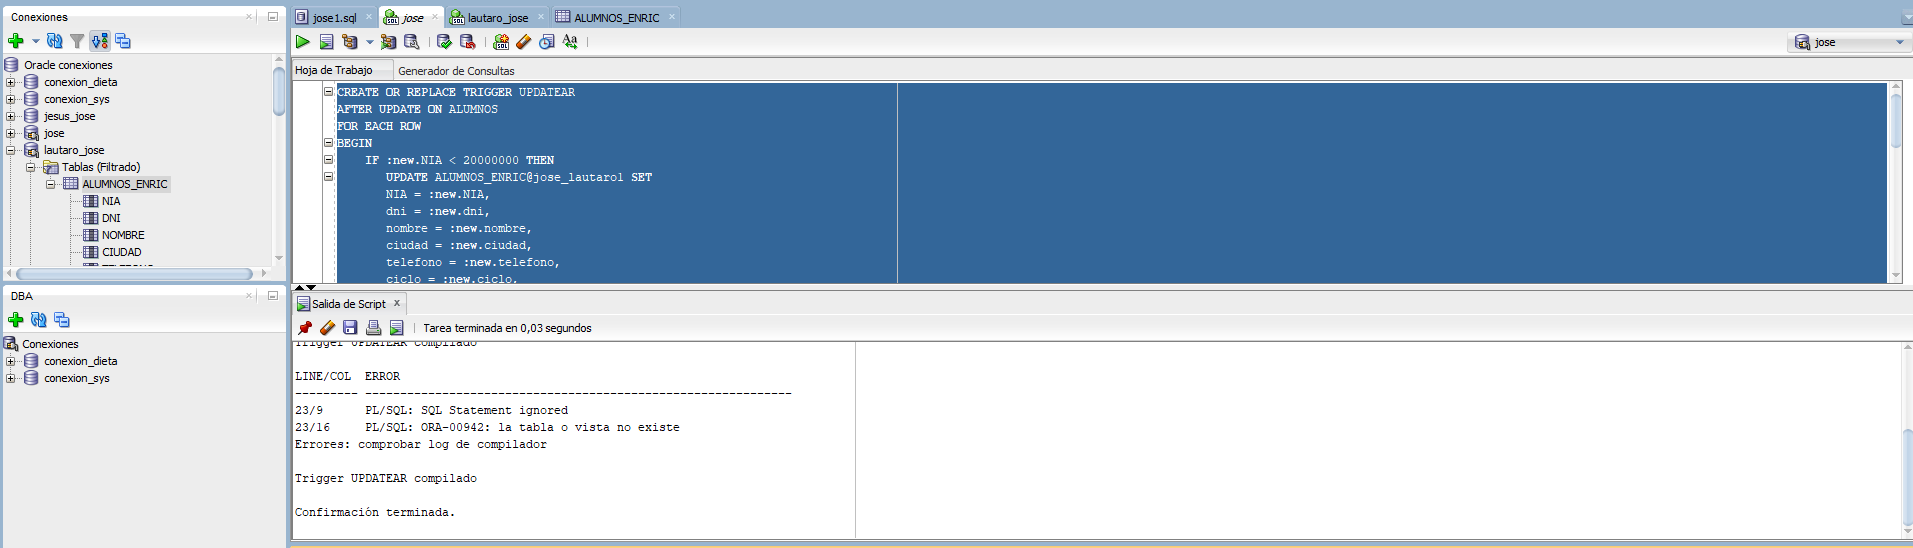 Conexiones
Oracle conexiones
conexion_dieta
conexion_sys
jesus_jose
jose
lautaro_jose
Tablas (Filtrado)
ALUMNOS_ENRIC
NIA
DNI
NOMBRE
CIUDAD
DBA
Conexiones
conexion_dieta
conexion_sys
jose1.sql
jose
lautaro_jose
ALUMNOS_ENRIC
jose
Hoja de Trabajo
Generador de Consultas
CREATE OR REPLACE TRIGGER UPDATEAR
AFTER UPDATE ON ALUMNOS
FOR EACH ROW
BEGIN
IF :new.NIA < 20000000 THEN
UPDATE ALUMNOS_ENRIC@jose_lautaro1 SET
NIA = :new.NIA,
dni = :new.dni,
nombre = :new.nombre,
ciudad = :new.ciudad,
telefono = :new.telefono,
ciclo = :new.ciclo,
Salida de Script
Tarea terminada en 0,03 segundos
Trigger UPDATEAR compilado
LINE/COL ERROR
--------- -------------------------------------------------------------
23/9 PL/SQL: SQL Statement ignored
23/16 PL/SQL: ORA-00942: la tabla o vista no existe
Errores: comprobar log de compilador
Trigger UPDATEAR compilado
Confirmación terminada.